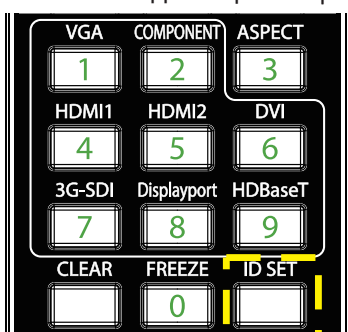 VGA COMPONENT ASPECT
1 2 3
HDMI1 HDMI2 DVI
4 5 6
3G-SDI Displayport HDBaseT
7 8 9
CLEAR FREEZE ID SET
0